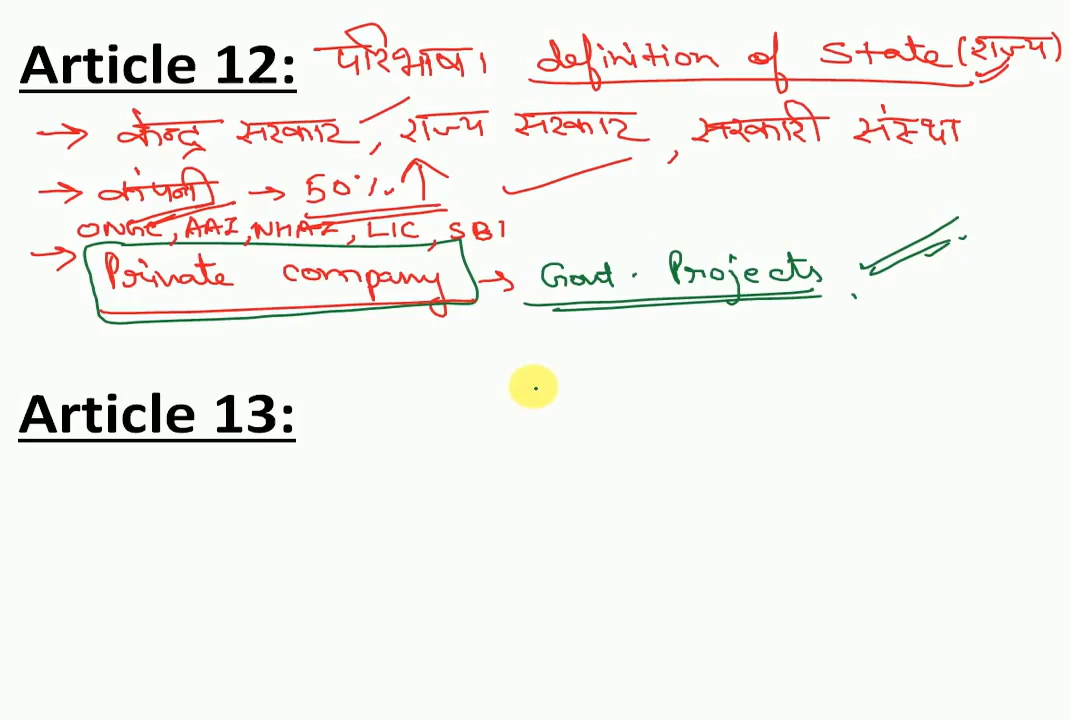 Article 12: परिभाषा definition of State (राज्य)
→ केन्द्र सरकार, राज्य सरकार, सरकारी संस्था
→ कंपनी → 50%↑
ONGC, AAI, NHAI, LIC, SBI
→ Private company → Govt. Projects
Article 13: